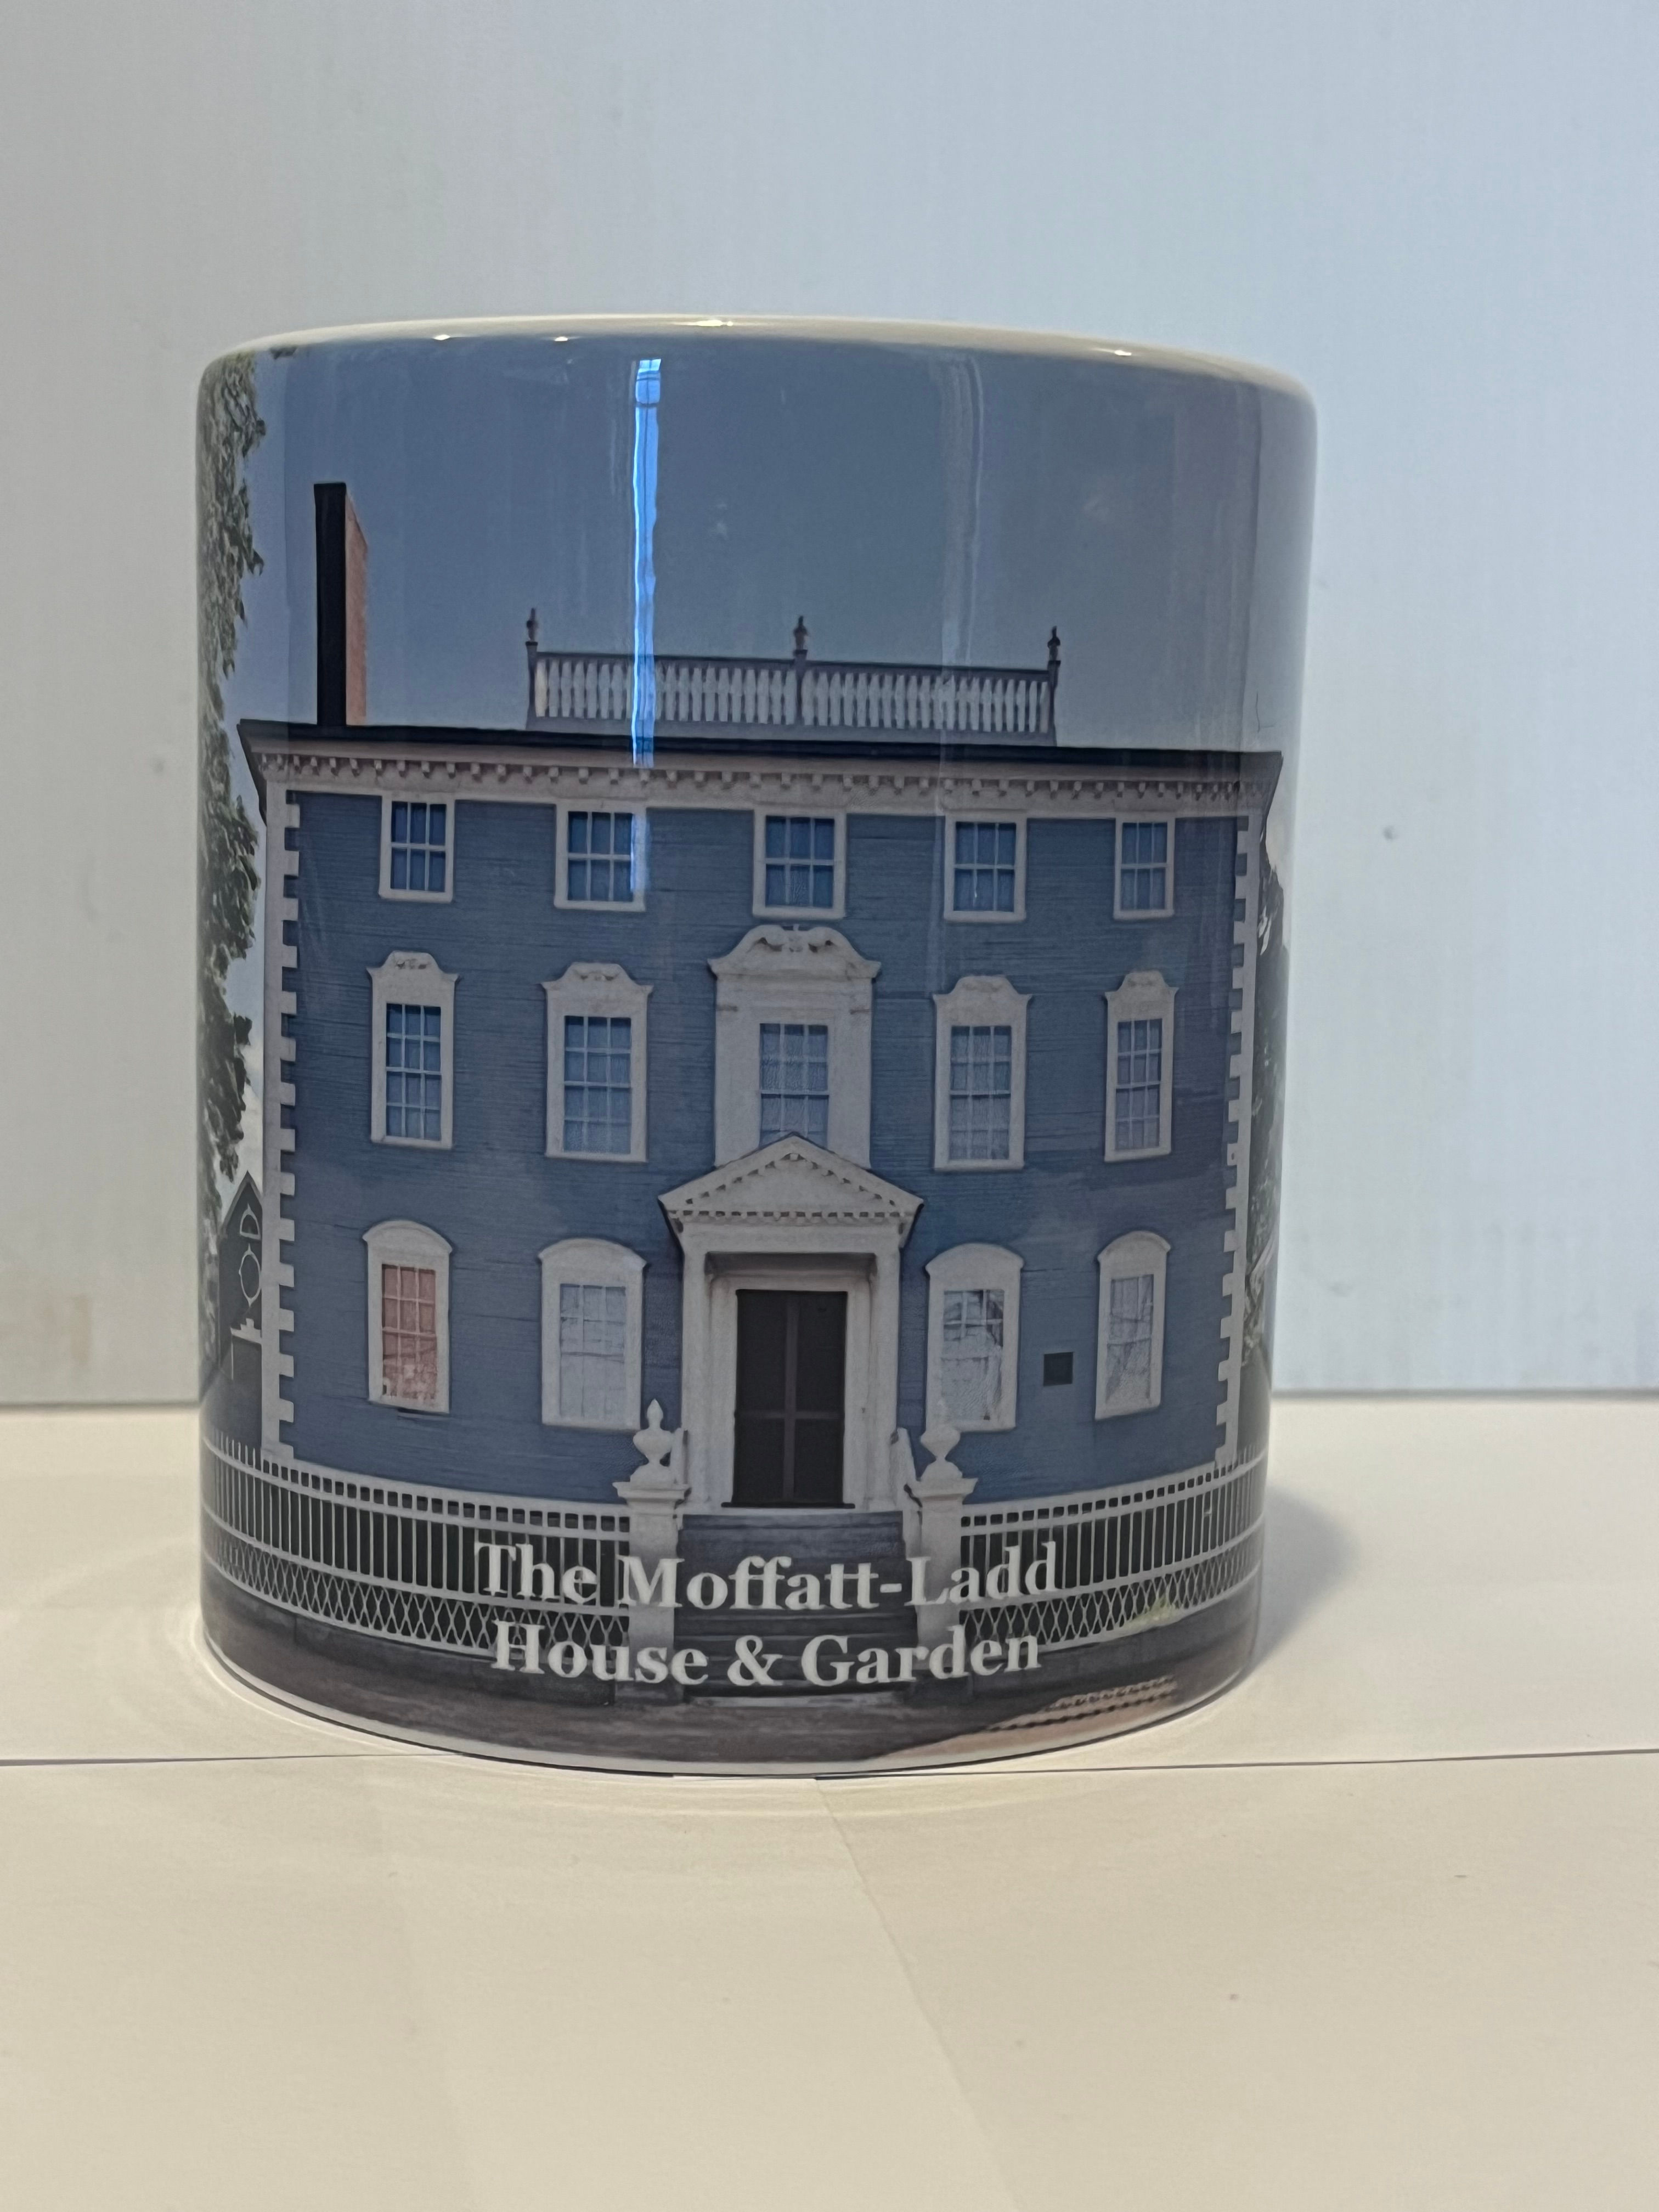 The Moffatt-Ladd
House & Garden